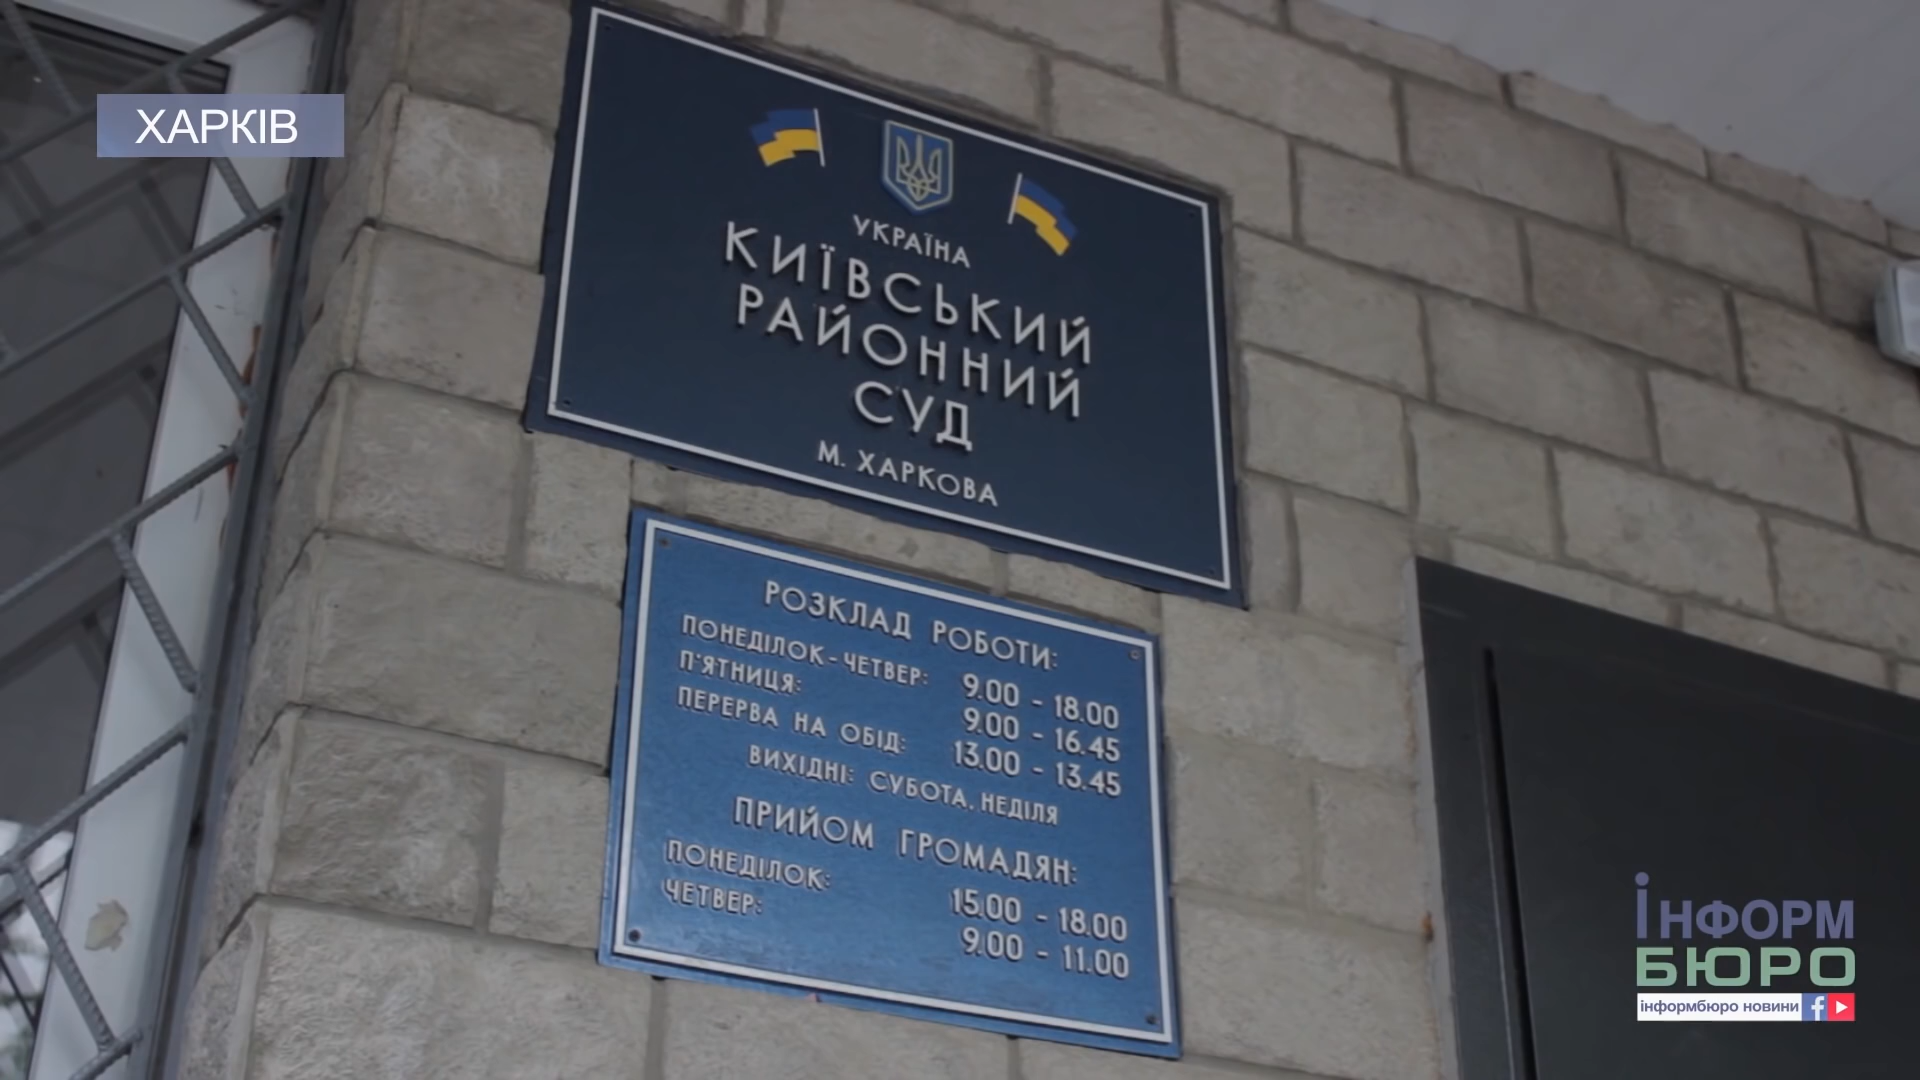 ХАРКІВ
УКРАЇНА
КИЇВСЬКИЙ
РАЙОННИЙ
СУД
М. ХАРКОВА
РОЗКЛАД РОБОТИ:
ПОНЕДІЛОК - ЧЕТВЕР: 9.00 - 18.00
П'ЯТНИЦЯ: 9.00 - 16.45
ПЕРЕРВА НА ОБІД: 13.00 - 13.45
ВИХІДНІ: СУБОТА, НЕДІЛЯ
ПРИЙОМ ГРОМАДЯН:
ПОНЕДІЛОК: 15.00 - 18.00
ЧЕТВЕР: 9.00 - 11.00
ІНФОРМ
БЮРО
інформбюро новини